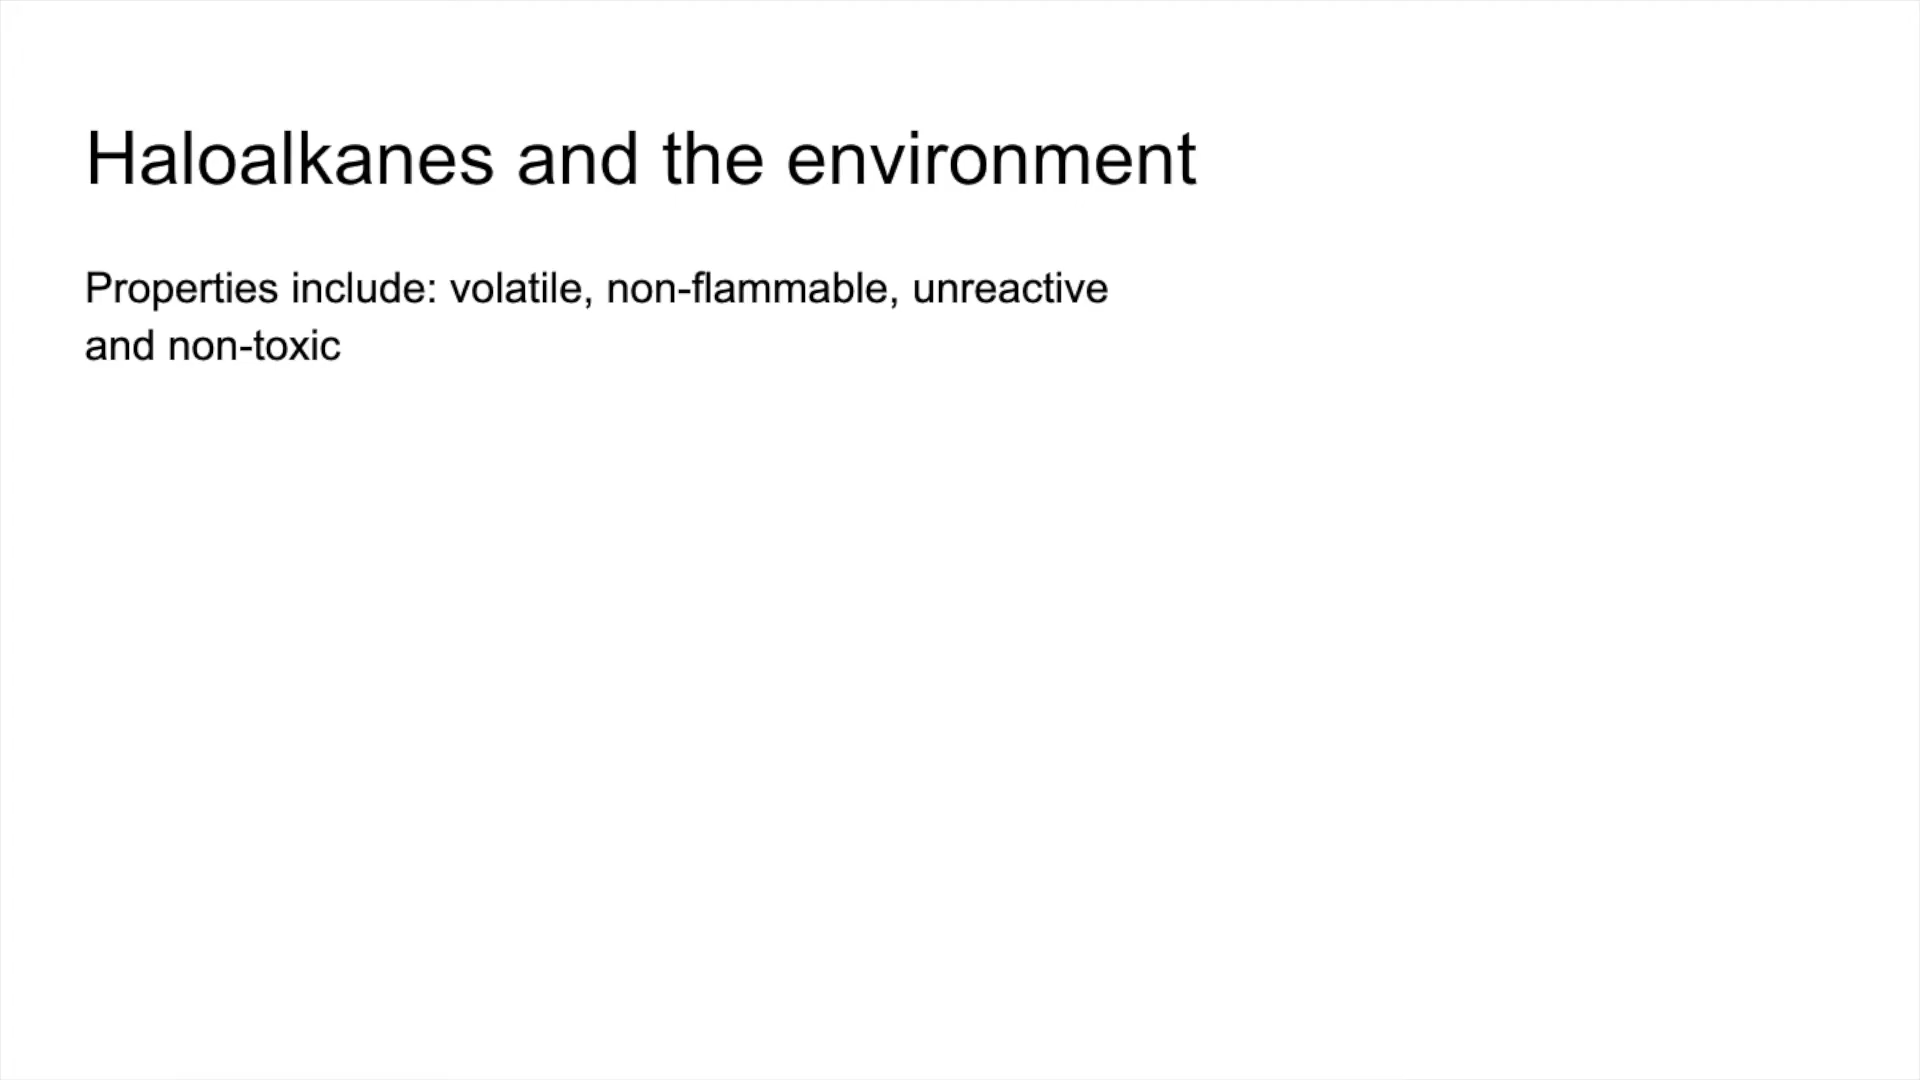 Haloalkanes and the environment
Properties include: volatile, non-flammable, unreactive
and non-toxic